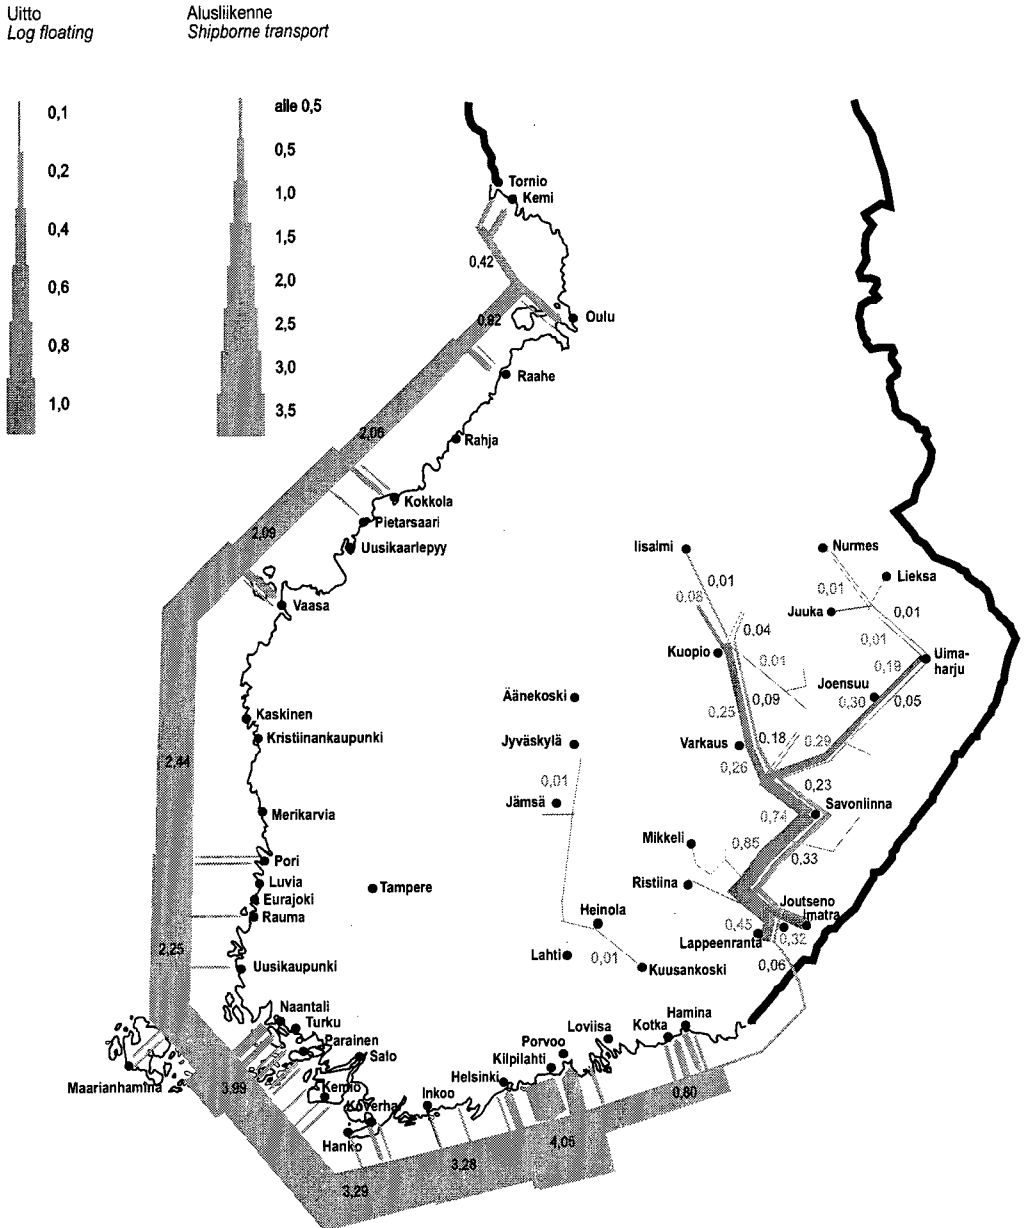 Uitto
Log floating
Alusliikenne
Shipborne transport
0,1
0,2
0,4
0,6
0,8
1,0
alle 0,5
0,5
1,0
1,5
2,0
2,5
3,0
3,5
Tornio
Kemi
0,42
0,92
Oulu
Raahe
2,06
Rahja
Kokkola
Pietarsaari
2,09
Uusikaarlepyy
Vaasa
Iisalmi
Nurmes
Lieksa
0,01
0,08
0,01
Juuka
0,01
0,04
0,01
Kuopio
0,01
0,19
Uima-
harju
Joensuu
0,30
0,05
Äänekoski
0,09
0,25
Kaskinen
Kristiinankaupunki
Jyväskylä
Varkaus
0,18
0,29
2,44
0,26
0,01
0,23
Jämsä
Savonlinna
Merikarvia
0,74
Mikkeli
0,85
0,33
Pori
Luvia
Tampere
Ristiina
Eurajoki
Rauma
Heinola
Joutseno
Imatra
0,45
0,32
Lappeenranta
2,25
Lahti
0,01
Kuusankoski
0,06
Uusikaupunki
Naantali
Turku
Parainen
Salo
Hamina
Kotka
Loviisa
Porvoo
Kilpilahti
Helsinki
Maarianhamina
3,99
Kemiö
Koverhar
Inkoo
0,80
Hanko
4,05
3,28
3,29